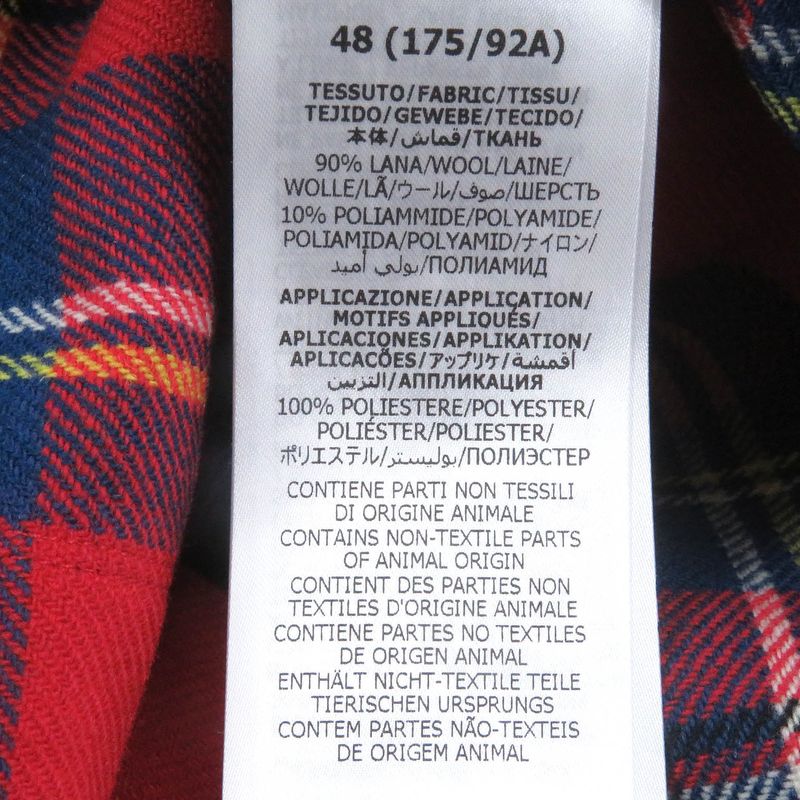 48 (175/92A)
TESSUTO/FABRIC/TISSU/
TEJIDO/GEWEBE/TECIDO/
本体/قماش/ТКАНЬ
90% LANA/WOOL/LAINE/
WOLLE/LÃ/ウール/صوف/ШЕРСТЬ
10% POLIAMMIDE/POLYAMIDE/
POLIAMIDA/POLYAMID/ナイロン/
بولي أميد/ПОЛИАМИД
APPLICAZIONE/APPLICATION/
MOTIFS APPLIQUÉS/
APLICACIONES/APPLIKATION/
APLICAÇÕES/アップリケ/أقمشة
التزيين/АППЛИКАЦИЯ
100% POLIESTERE/POLYESTER/
POLIÉSTER/POLIESTER/
ポリエステル/بوليستر/ПОЛИЭСТЕР
CONTIENE PARTI NON TESSILI
DI ORIGINE ANIMALE
CONTAINS NON-TEXTILE PARTS
OF ANIMAL ORIGIN
CONTIENT DES PARTIES NON
TEXTILES D'ORIGINE ANIMALE
CONTIENE PARTES NO TEXTILES
DE ORIGEN ANIMAL
ENTHÄLT NICHT-TEXTILE TEILE
TIERISCHEN URSPRUNGS
CONTEM PARTES NÃO-TEXTEIS
DE ORIGEM ANIMAL